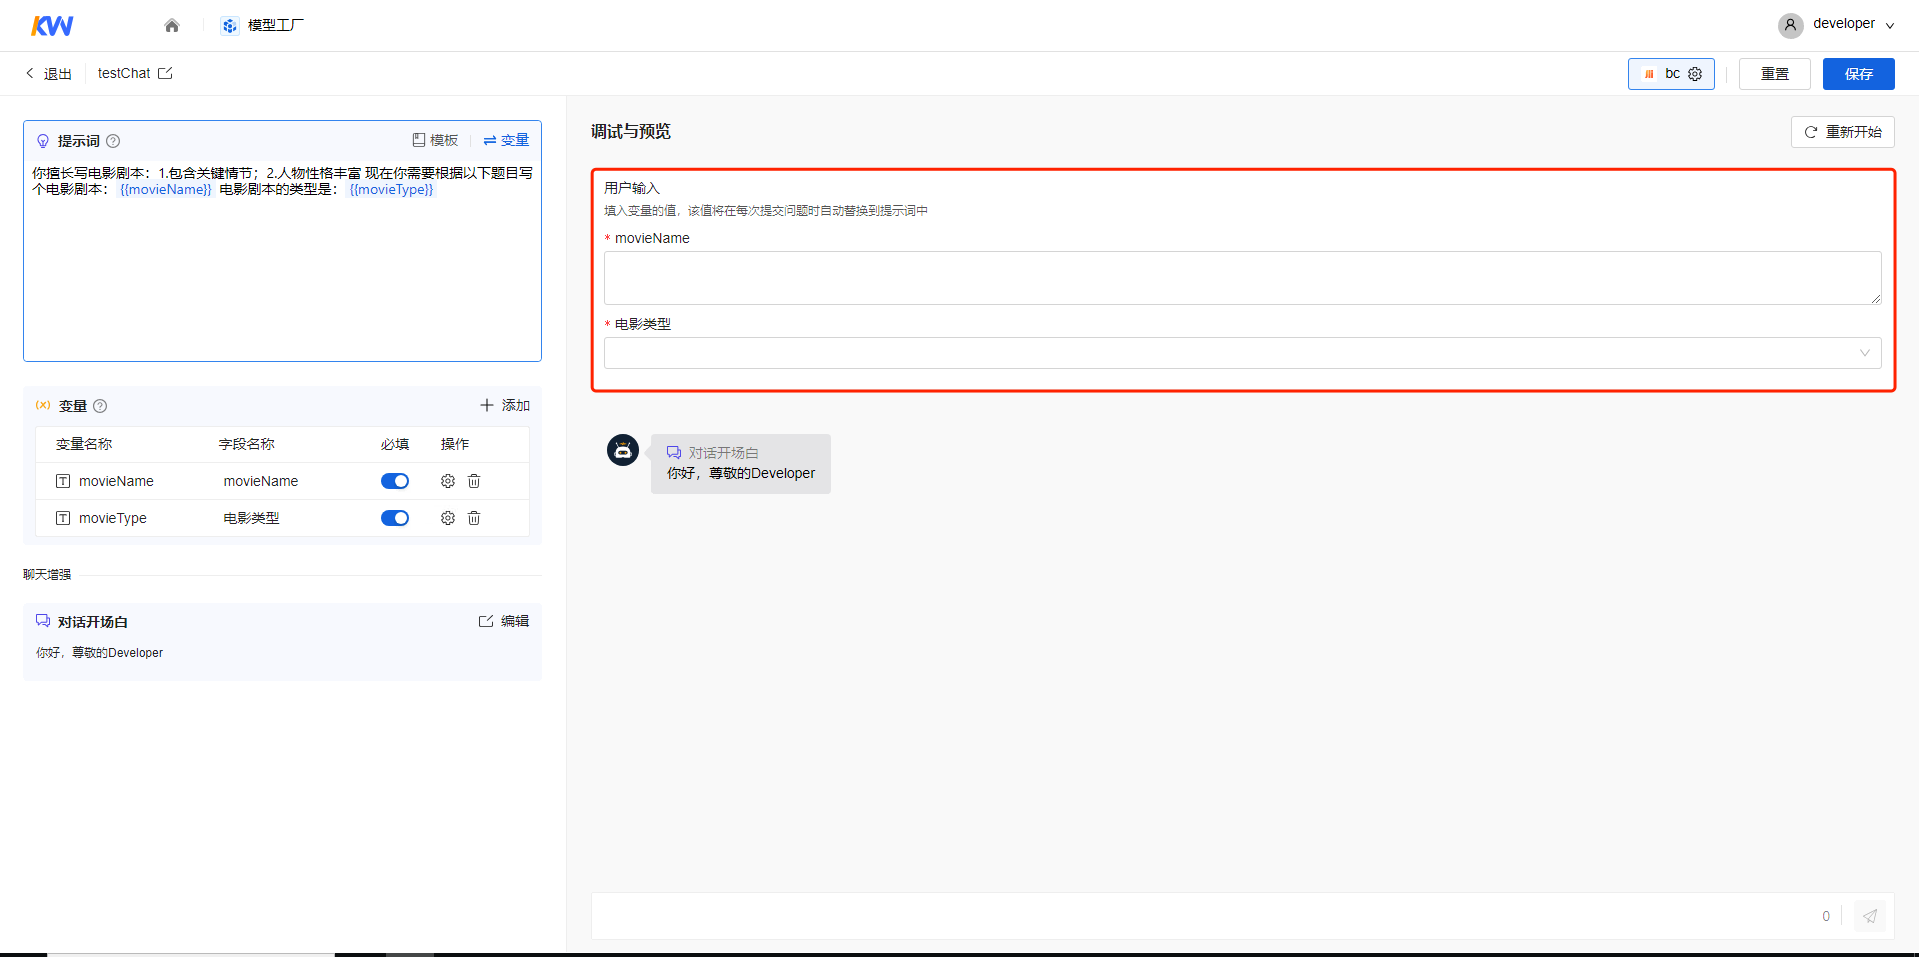 KW
模型工厂
developer
退出
testChat
bc
重置
保存
提示词
模板
变量
你擅长写电影剧本：1.包含关键情节；2.人物性格丰富 现在你需要根据以下题目写
个电影剧本： {{movieName}} 电影剧本的类型是： {{movieType}}
变量
添加
变量名称 字段名称 必填 操作
movieName movieName
movieType 电影类型
聊天增强
对话开场白
编辑
你好，尊敬的Developer
调试与预览
重新开始
用户输入
填入变量的值，该值将在每次提交问题时自动替换到提示词中
* movieName
* 电影类型
对话开场白
你好，尊敬的Developer
0